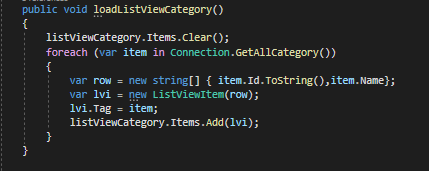 public void loadListViewCategory()
{
listViewCategory.Items.Clear();
foreach (var item in Connection.GetAllCategory())
{
var row = new string[] { item.Id.ToString(),item.Name};
var lvi = new ListViewItem(row);
lvi.Tag = item;
listViewCategory.Items.Add(lvi);
}
}